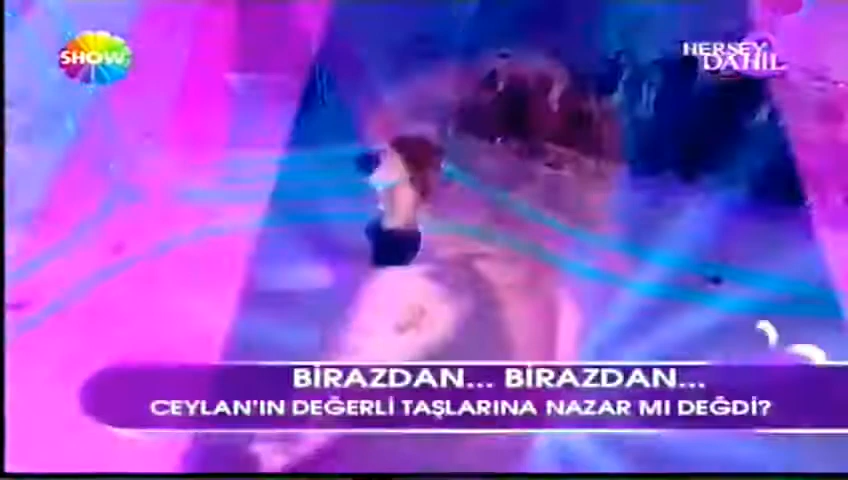 SHOW
HERŞEY
DAHİL
BİRAZDAN... BİRAZDAN...
CEYLAN'IN DEĞERLİ TAŞLARINA NAZAR MI DEĞDİ?